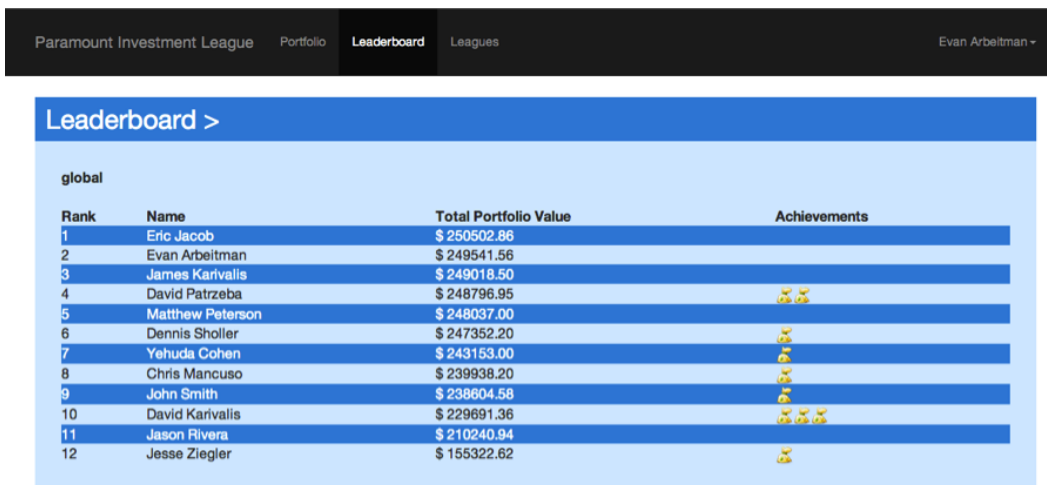 Paramount Investment League Portfolio Leaderboard Leagues Evan Arbeitman
Leaderboard >
global
Rank Name Total Portfolio Value Achievements
1 Eric Jacob $ 250502.86
2 Evan Arbeitman $ 249541.56
3 James Karivalis $ 249018.50
4 David Patrzeba $ 248796.95
5 Matthew Peterson $ 248037.00
6 Dennis Sholler $ 247352.20
7 Yehuda Cohen $ 243153.00
8 Chris Mancuso $ 239938.20
9 John Smith $ 238604.58
10 David Karivalis $ 229691.36
11 Jason Rivera $ 210240.94
12 Jesse Ziegler $ 155322.62